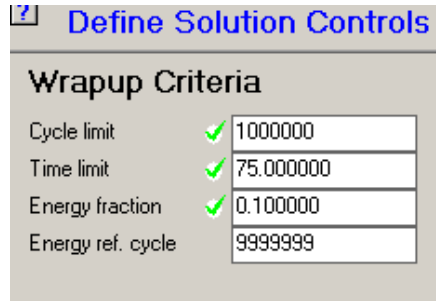 ?
Define Solution Controls
Wrapup Criteria
Cycle limit 1000000
Time limit 75.000000
Energy fraction 0.100000
Energy ref. cycle 9999999